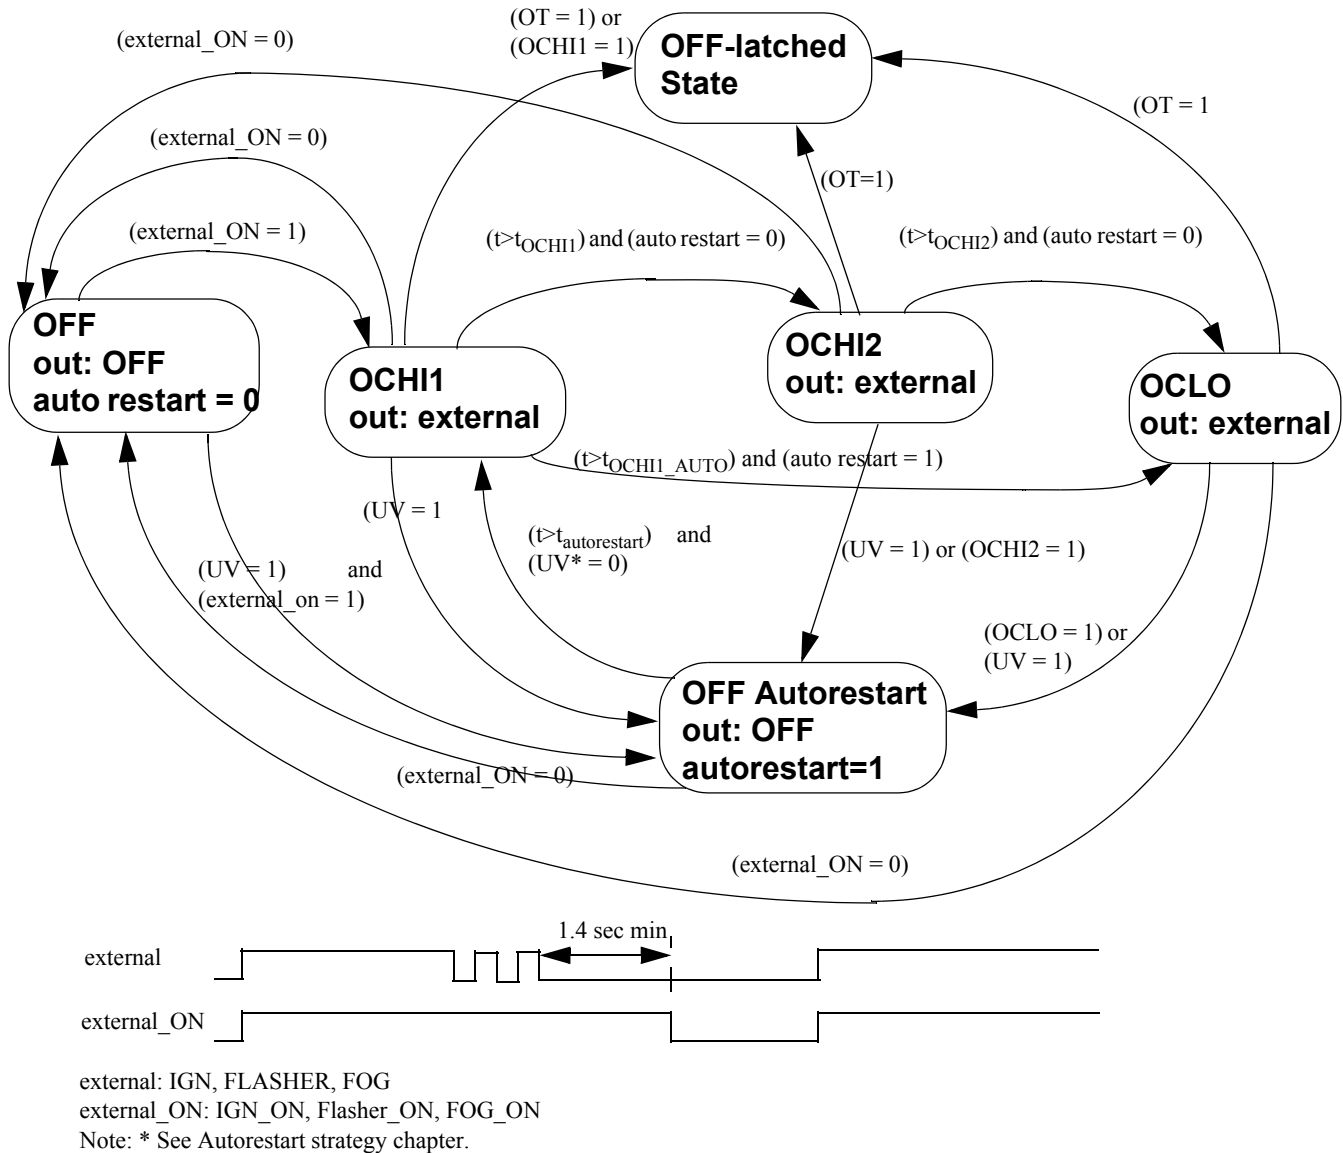 (OT = 1) or
(OCHI1 = 1)
(external_ON = 0)
OFF-latched
State
(OT = 1
(external_ON = 0)
(OT=1)
(external_ON = 1)
(t>tOCHI1) and (auto restart = 0)
(t>tOCHI2) and (auto restart = 0)
OFF
out: OFF
auto restart = 0
OCHI1
out: external
OCHI2
out: external
OCLO
out: external
(t>tOCHI1_AUTO) and (auto restart = 1)
(UV = 1
(t>tautorestart) and
(UV* = 0)
(UV = 1) or (OCHI2 = 1)
(UV = 1) and
(external_on = 1)
(OCLO = 1) or
(UV = 1)
OFF Autorestart
out: OFF
autorestart=1
(external_ON = 0)
(external_ON = 0)
1.4 sec min
external
external_ON
external: IGN, FLASHER, FOG
external_ON: IGN_ON, Flasher_ON, FOG_ON
Note: * See Autorestart strategy chapter.